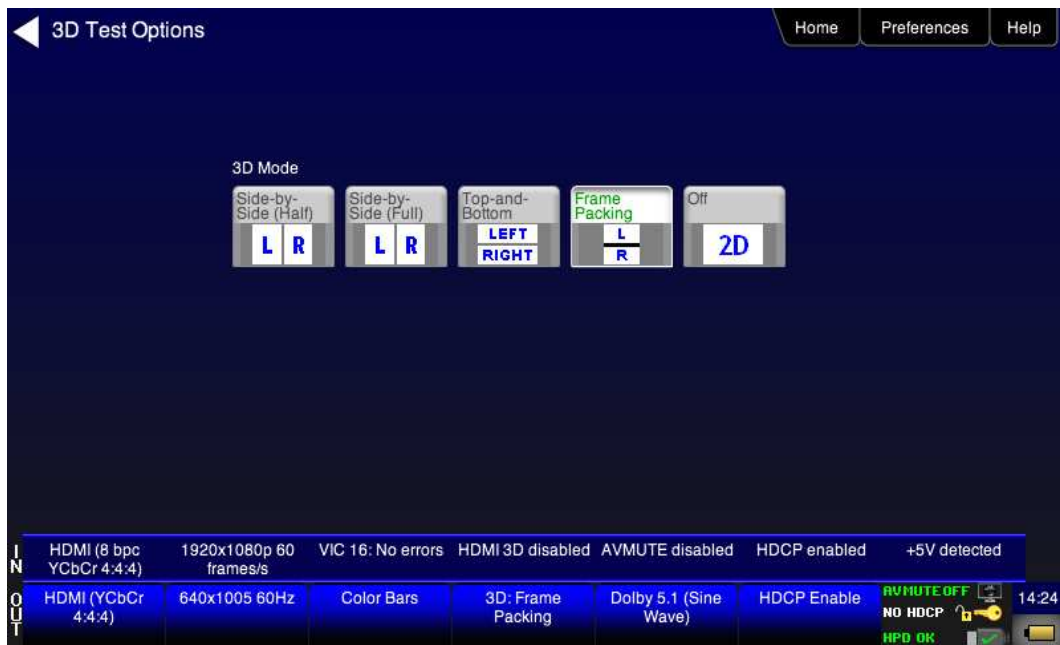 3D Test Options
Home
Preferences
Help
3D Mode
Side-by-
Side (Half)
L R
Side-by-
Side (Full)
L R
Top-and-
Bottom
LEFT
RIGHT
Frame
Packing
L
R
Off
2D
IN
HDMI (8 bpc
YCbCr 4:4:4)
1920x1080p 60
frames/s
VIC 16: No errors
HDMI 3D disabled
AVMUTE disabled
HDCP enabled
+5V detected
OUT
HDMI (YCbCr
4:4:4)
640x1005 60Hz
Color Bars
3D: Frame
Packing
Dolby 5.1 (Sine
Wave)
HDCP Enable
AVMUTE OFF
NO HDCP
HPD OK
14:24